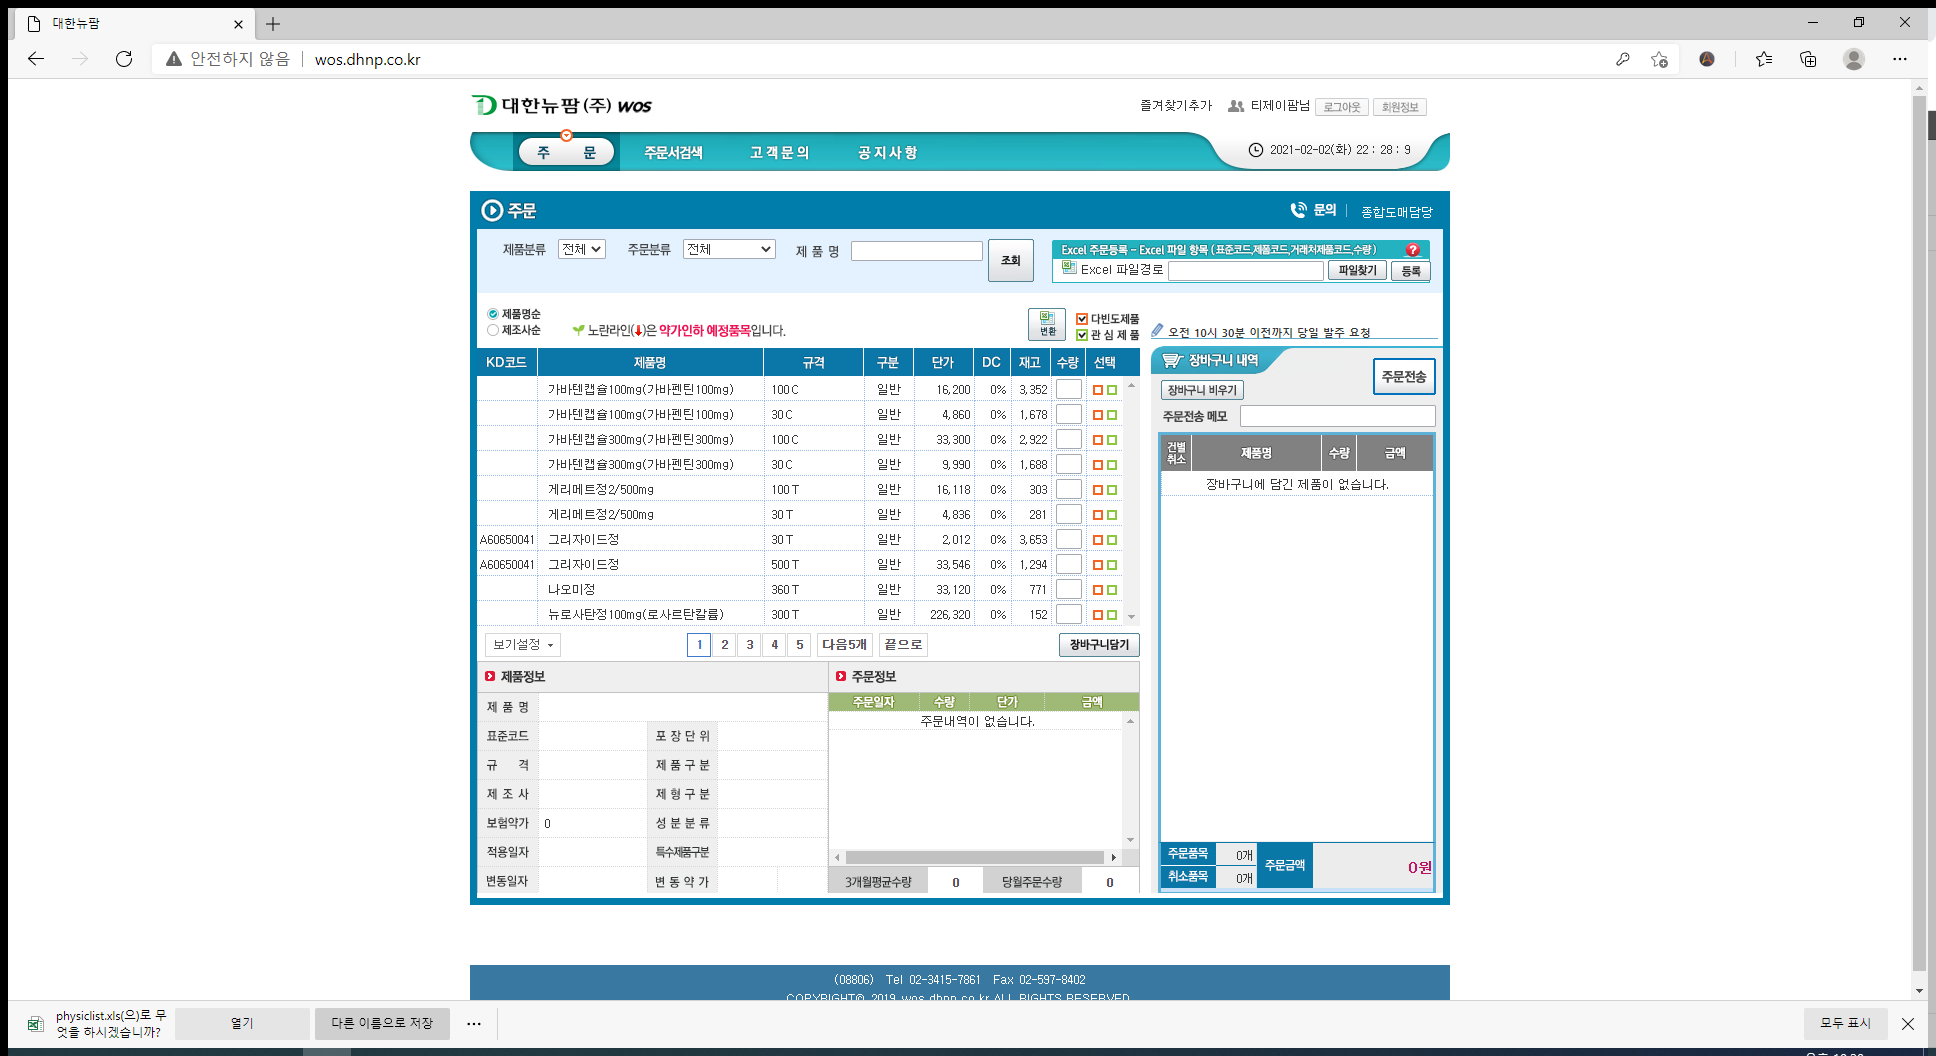 대한뉴팜
안전하지 않음 wos.dhnp.co.kr
대한뉴팜(주) wos
즐겨찾기추가 티제이팜님 로그아웃 회원정보
주 문 주문서검색 고객문의 공지사항 2021-02-02(화) 22 : 28 : 9
주문 문의 종합도매담당
제품분류 전체 주문분류 전체 제 품 명 조회
Excel 주문등록 - Excel 파일 항목 (표준코드,제품코드,거래처제품코드,수량)
Excel 파일경로 파일찾기 등록
제품명순
제조사순
노란라인(↓)은 약가인하 예정품목입니다.
변환
다빈도제품
관 심 제 품
오전 10시 30분 이전까지 당일 발주 요청
KD코드 제품명 규격 구분 단가 DC 재고 수량 선택
가바텐캡슐100mg(가바펜틴100mg) 100 C 일반 16,200 0% 3,352
가바텐캡슐100mg(가바펜틴100mg) 30 C 일반 4,860 0% 1,678
가바텐캡슐300mg(가바펜틴300mg) 100 C 일반 33,300 0% 2,922
가바텐캡슐300mg(가바펜틴300mg) 30 C 일반 9,990 0% 1,688
게리메트정2/500mg 100 T 일반 16,118 0% 303
게리메트정2/500mg 30 T 일반 4,836 0% 281
A60650041 그리자이드정 30 T 일반 2,012 0% 3,653
A60650041 그리자이드정 500 T 일반 33,546 0% 1,294
나오미정 360 T 일반 33,120 0% 771
뉴로사탄정100mg(로사르탄칼륨) 300 T 일반 226,320 0% 152
보기설정 1 2 3 4 5 다음5개 끝으로 장바구니담기
장바구니 내역
장바구니 비우기 주문전송
주문전송 메모
건별취소 제품명 수량 금액
장바구니에 담긴 제품이 없습니다.
제품정보
제 품 명
표준코드 포 장 단 위
규 격 제 품 구 분
제 조 사 제 형 구 분
보험약가 0 성 분 분 류
적용일자 특수제품구분
변동일자 변 동 약 가
주문정보
주문일자 수량 단가 금액
주문내역이 없습니다.
3개월평균수량 0 당월주문수량 0
주문품목 0개 주문금액 0원
취소품목 0개
(08806) Tel 02-3415-7861 Fax 02-597-8402
COPYRIGHT© 2019 wos.dhnp.co.kr ALL RIGHTS RESERVED
physiclist.xls(으)로 무
엇을 하시겠습니까?
열기 다른 이름으로 저장 모두 표시